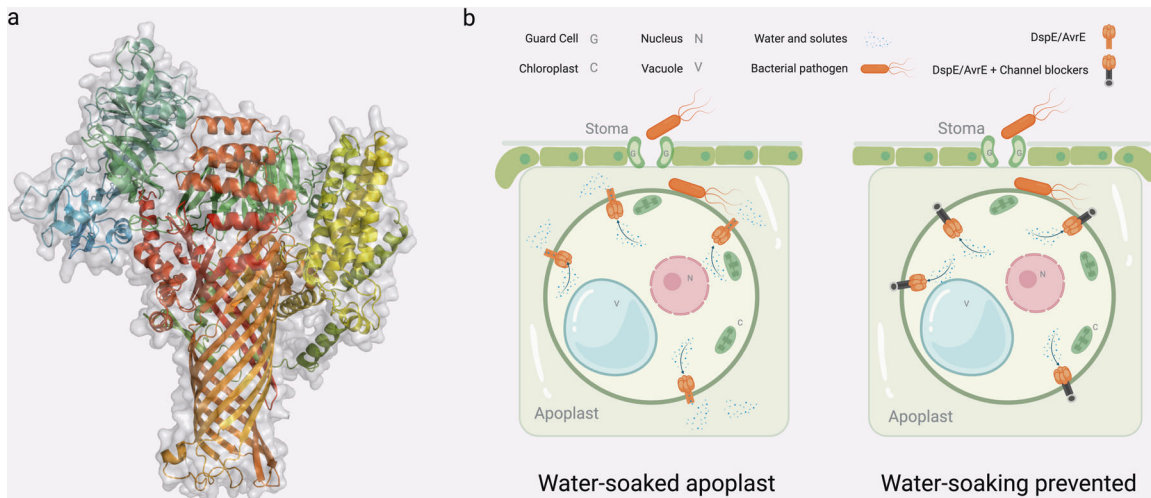 a
b
Guard Cell G
Nucleus N
Water and solutes
DspE/AvrE
Chloroplast C
Vacuole V
Bacterial pathogen
DspE/AvrE + Channel blockers
Stoma
G G
N
V
C
Apoplast
Water-soaked apoplast
Stoma
G G
N
V
C
Apoplast
Water-soaking prevented